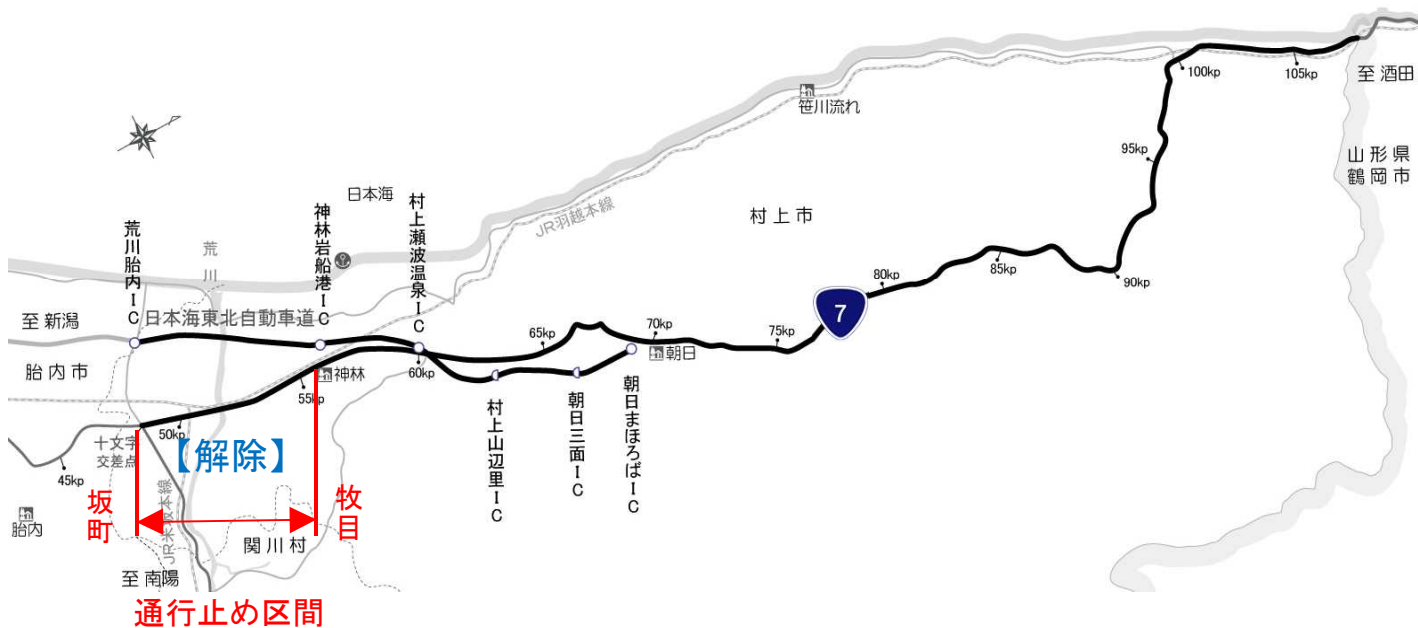 100kp
105kp
至 酒田
笹川流れ
95kp
山形県
鶴岡市
日本海
村上市
JR羽越本線
荒川胎内IC
荒川
神林岩船港IC
村上瀬波温泉IC
80kp
85kp
90kp
7
至 新潟
日本海東北自動車道
65kp
70kp
75kp
朝日
胎内市
神林
60kp
55kp
50kp
村上山辺里IC
朝日三面IC
朝日まほろばIC
十文字
交差点
【解除】
45kp
坂町
牧目
胎内
JR米坂本線
関川村
至 南陽
通行止め区間